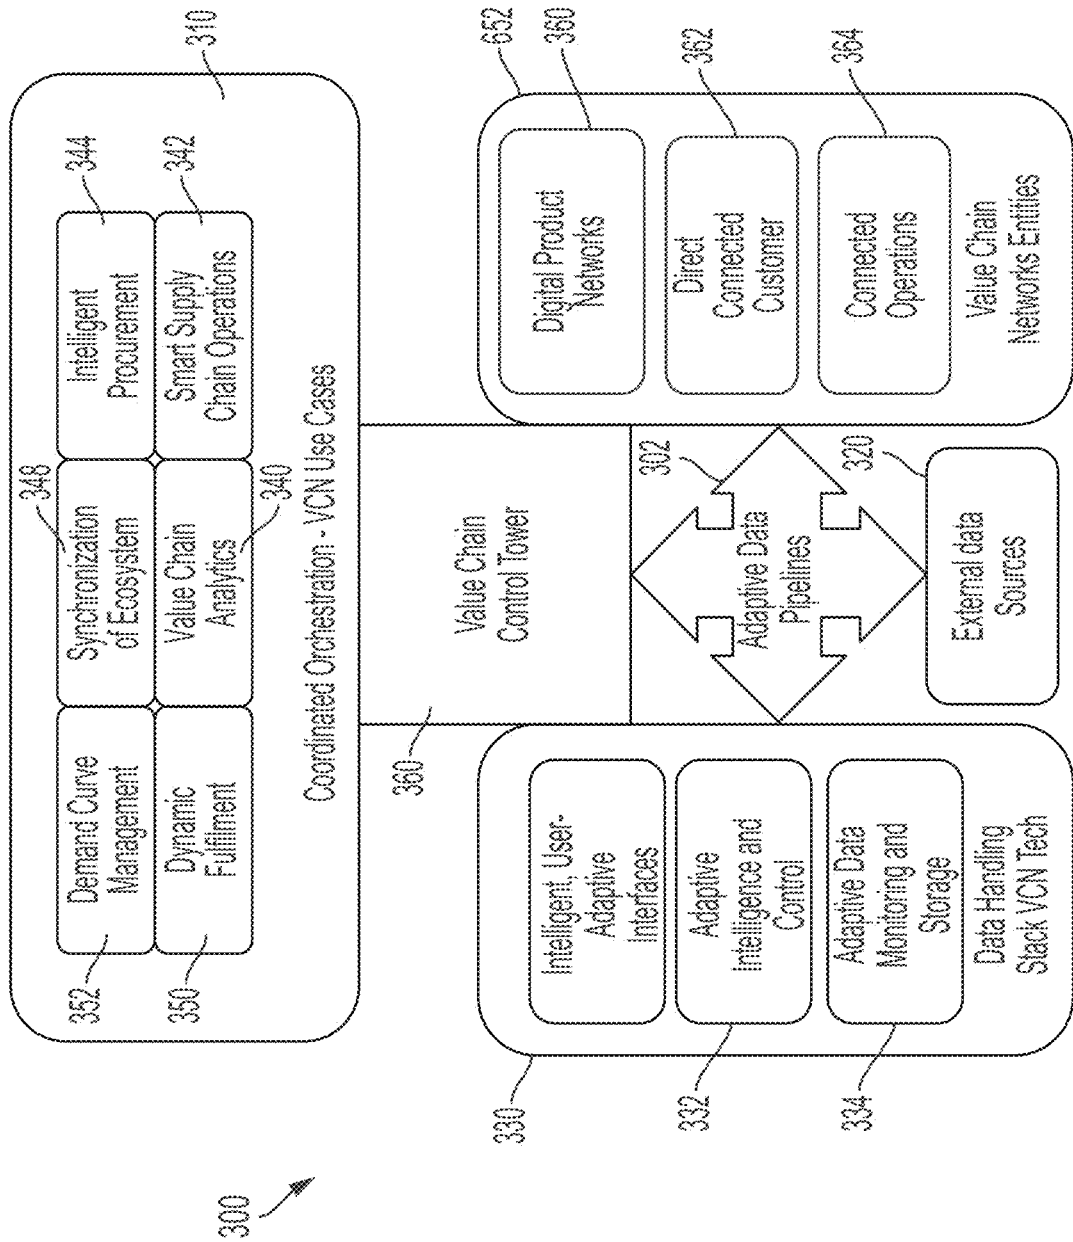 300
310
352
Demand Curve
Management
348
Synchronization
of Ecosystem
344
Intelligent
Procurement
350
Dynamic
Fulfilment
Value Chain
Analytics
340
Smart Supply
Chain Operations
342
Coordinated Orchestration - VCN Use Cases
360
Value Chain
Control Tower
330
Intelligent, User-
Adaptive
Interfaces
332
Adaptive
Intelligence and
Control
334
Adaptive Data
Monitoring and
Storage
Data Handling
Stack VCN Tech
302
Adaptive Data
Pipelines
320
External data
Sources
652
360
Digital Product
Networks
362
Direct
Connected
Customer
364
Connected
Operations
Value Chain
Networks Entities